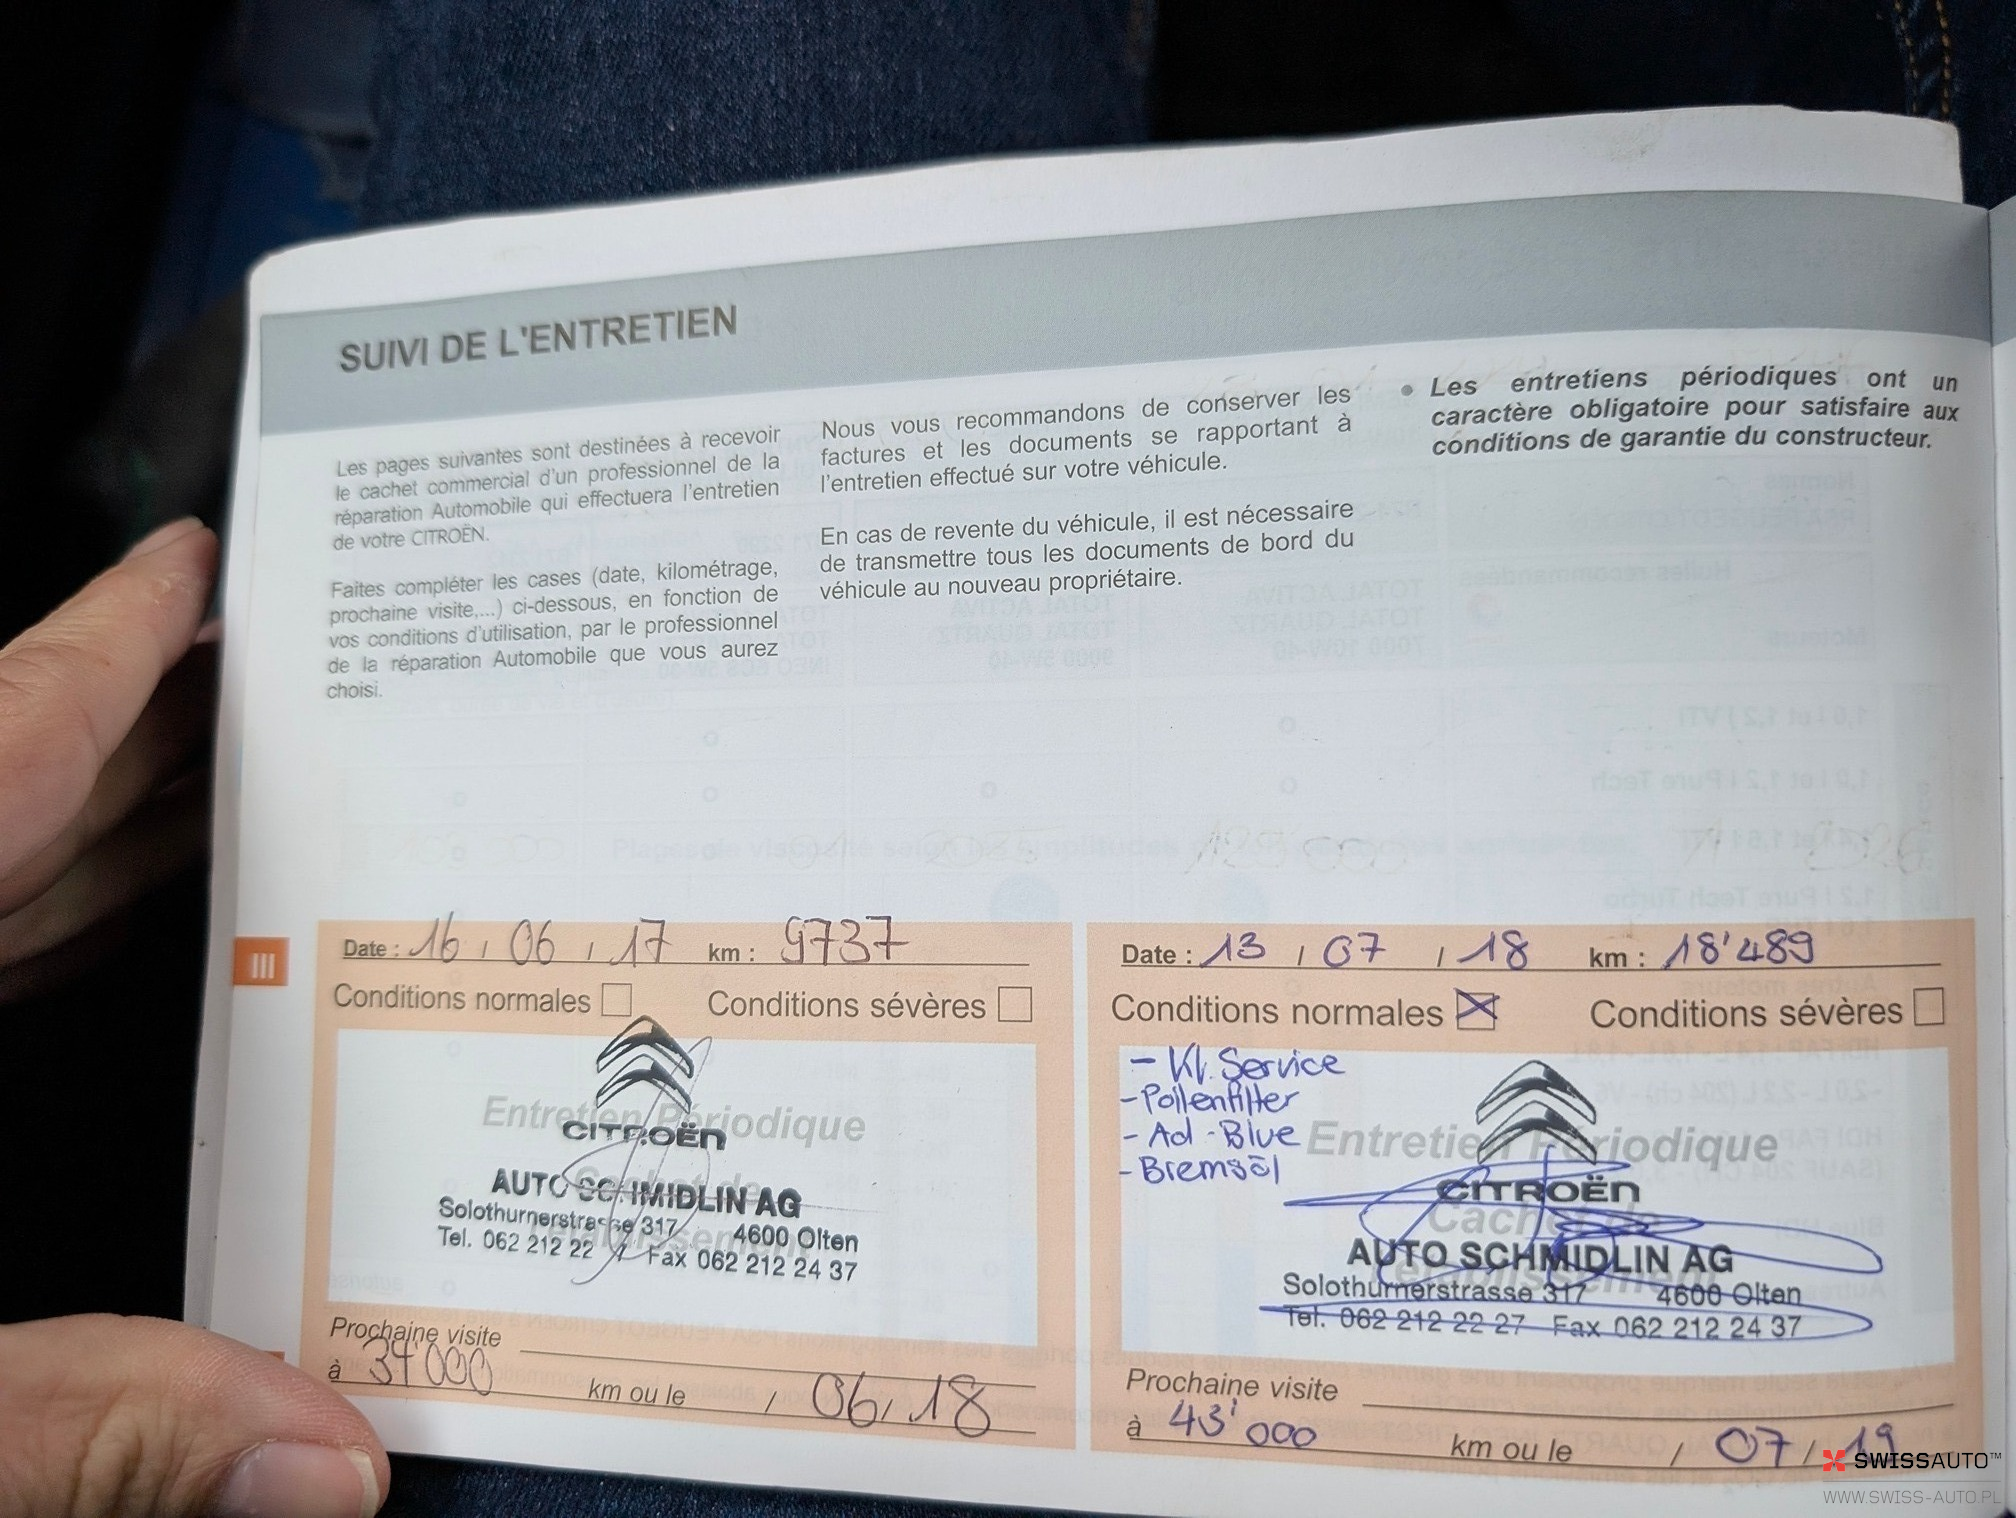 SUIVI DE L'ENTRETIEN
Les pages suivantes sont destinées à recevoir
le cachet commercial d'un professionnel de la
réparation Automobile qui effectuera l'entretien
de votre CITROËN.
Faites compléter les cases (date, kilométrage,
prochaine visite,...) ci-dessous, en fonction de
vos conditions d'utilisation, par le professionnel
de la réparation Automobile que vous aurez
choisi.
Nous vous recommandons de conserver les
factures et les documents se rapportant à
l'entretien effectué sur votre véhicule.
En cas de revente du véhicule, il est nécessaire
de transmettre tous les documents de bord du
véhicule au nouveau propriétaire.
• Les entretiens périodiques ont un
caractère obligatoire pour satisfaire aux
conditions de garantie du constructeur.
III
Date : 16 / 06 / 17 km : 9737
Conditions normales Conditions sévères
Entretien Périodique
CITROËN
AUTO SCHMIDLIN AG
Solothurnerstrasse 317 4600 Olten
Tel. 062 212 22 Fax 062 212 24 37
Prochaine visite
à 37'000 km ou le / 06 / 18
Date : 13 / 07 / 18 km : 18'489
Conditions normales Conditions sévères
- Kl. Service
- Pollenfilter
- Ad-Blue
- Bremsöl
Entretien Périodique
CITROËN
Cachet de
AUTO SCHMIDLIN AG
établissement
Solothurnerstrasse 317 4600 Olten
Tel. 062 212 22 27 Fax 062 212 24 37
Prochaine visite
à 43'000 km ou le / 07 / 19
SWISSAUTO™
WWW.SWISS-AUTO.PL